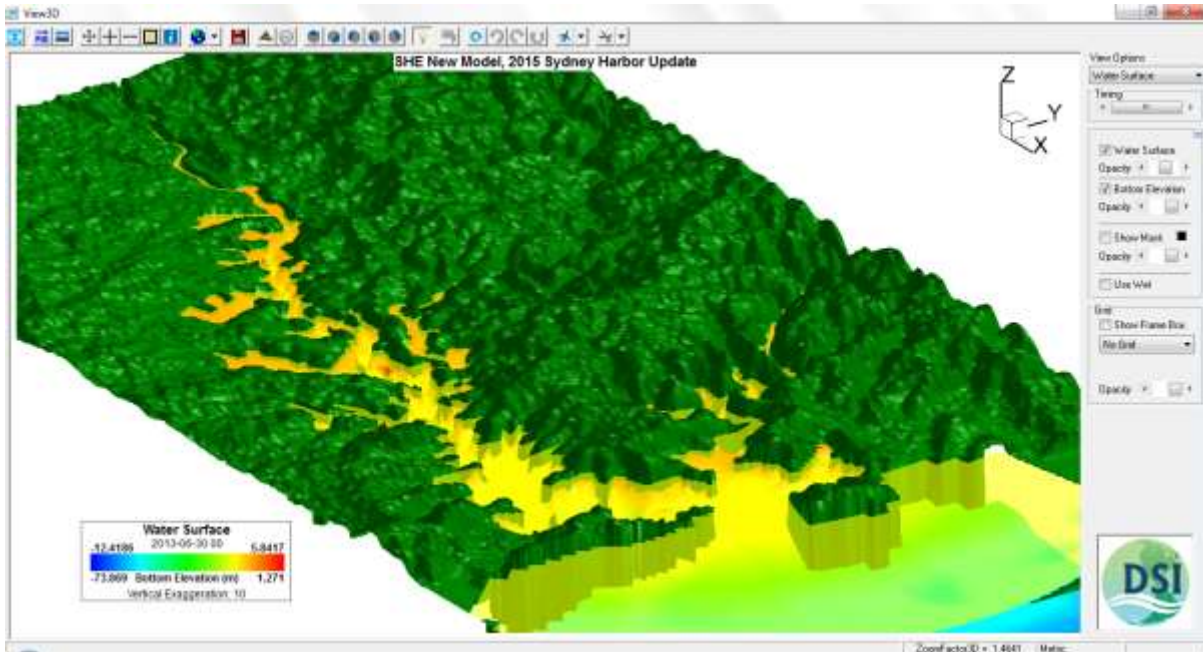 View3D
SHE New Model, 2015 Sydney Harbor Update
Z
Y
X
View Options
Water Surface
Timing
Water Surface
Opacity
Bottom Elevation
Opacity
Show Mask
Opacity
Use Wet
Grid
Show Frame Box
No Grid
Opacity
Water Surface
-12.4186 2013-05-30 00 5.8417
-73.869 Bottom Elevation (m) 1.271
Vertical Exaggeration: 10
DSI
ZoomFactor3D = 1.4641